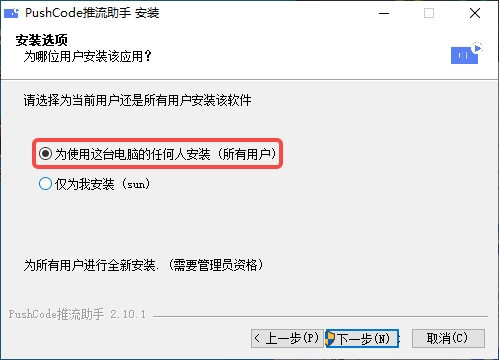 PushCode推流助手 安装
安装选项
为哪位用户安装该应用？
请选择为当前用户还是所有用户安装该软件
为使用这台电脑的任何人安装（所有用户）
仅为我安装（sun）
为所有用户进行全新安装.（需要管理员资格）
PushCode推流助手 2.10.1
< 上一步(P)
下一步(N) >
取消(C)